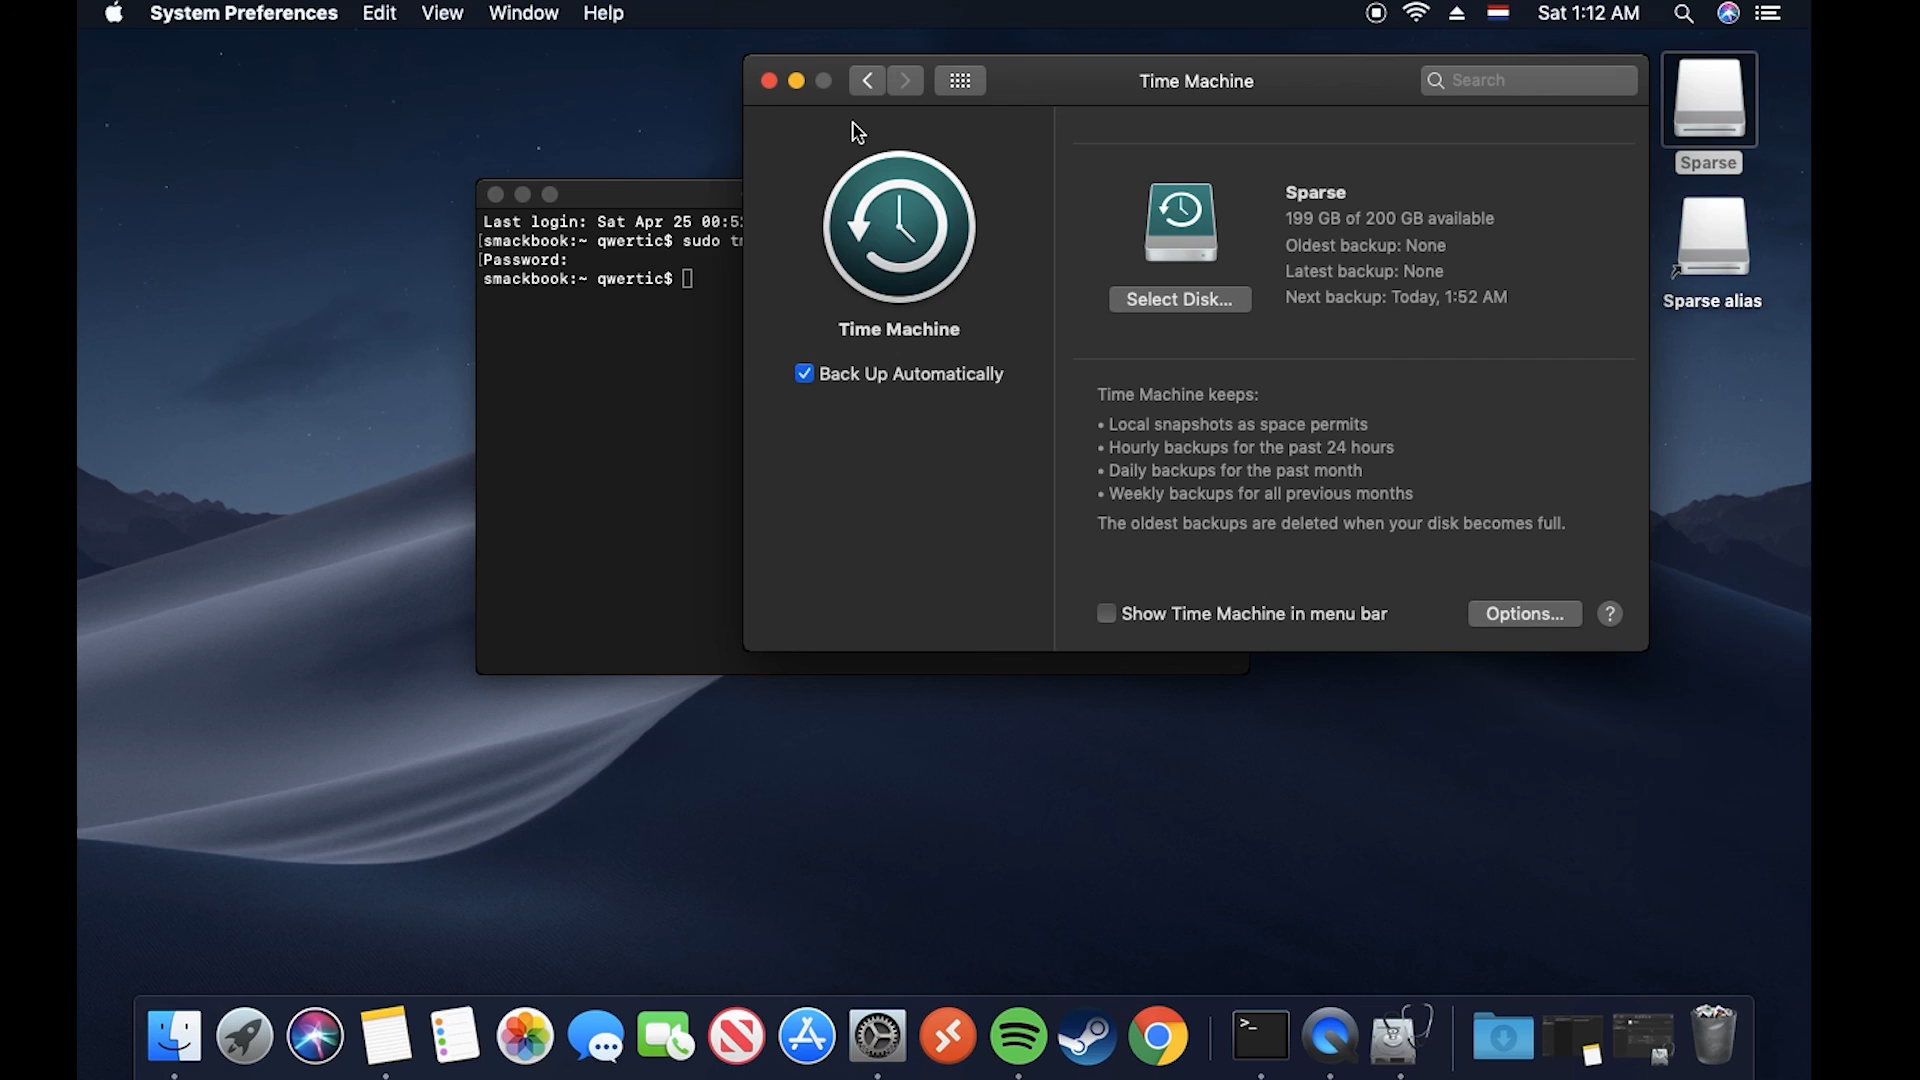 System Preferences Edit View Window Help Sat 1:12 AM
Time Machine
Search
Sparse
Sparse alias
Last login: Sat Apr 25 00:5
[smackbook:~ qwertic$ sudo
[Password:
smackbook:~ qwertic$
Time Machine
Back Up Automatically
Sparse
199 GB of 200 GB available
Oldest backup: None
Latest backup: None
Next backup: Today, 1:52 AM
Select Disk...
Time Machine keeps:
• Local snapshots as space permits
• Hourly backups for the past 24 hours
• Daily backups for the past month
• Weekly backups for all previous months
The oldest backups are deleted when your disk becomes full.
Show Time Machine in menu bar
Options...
?
>_